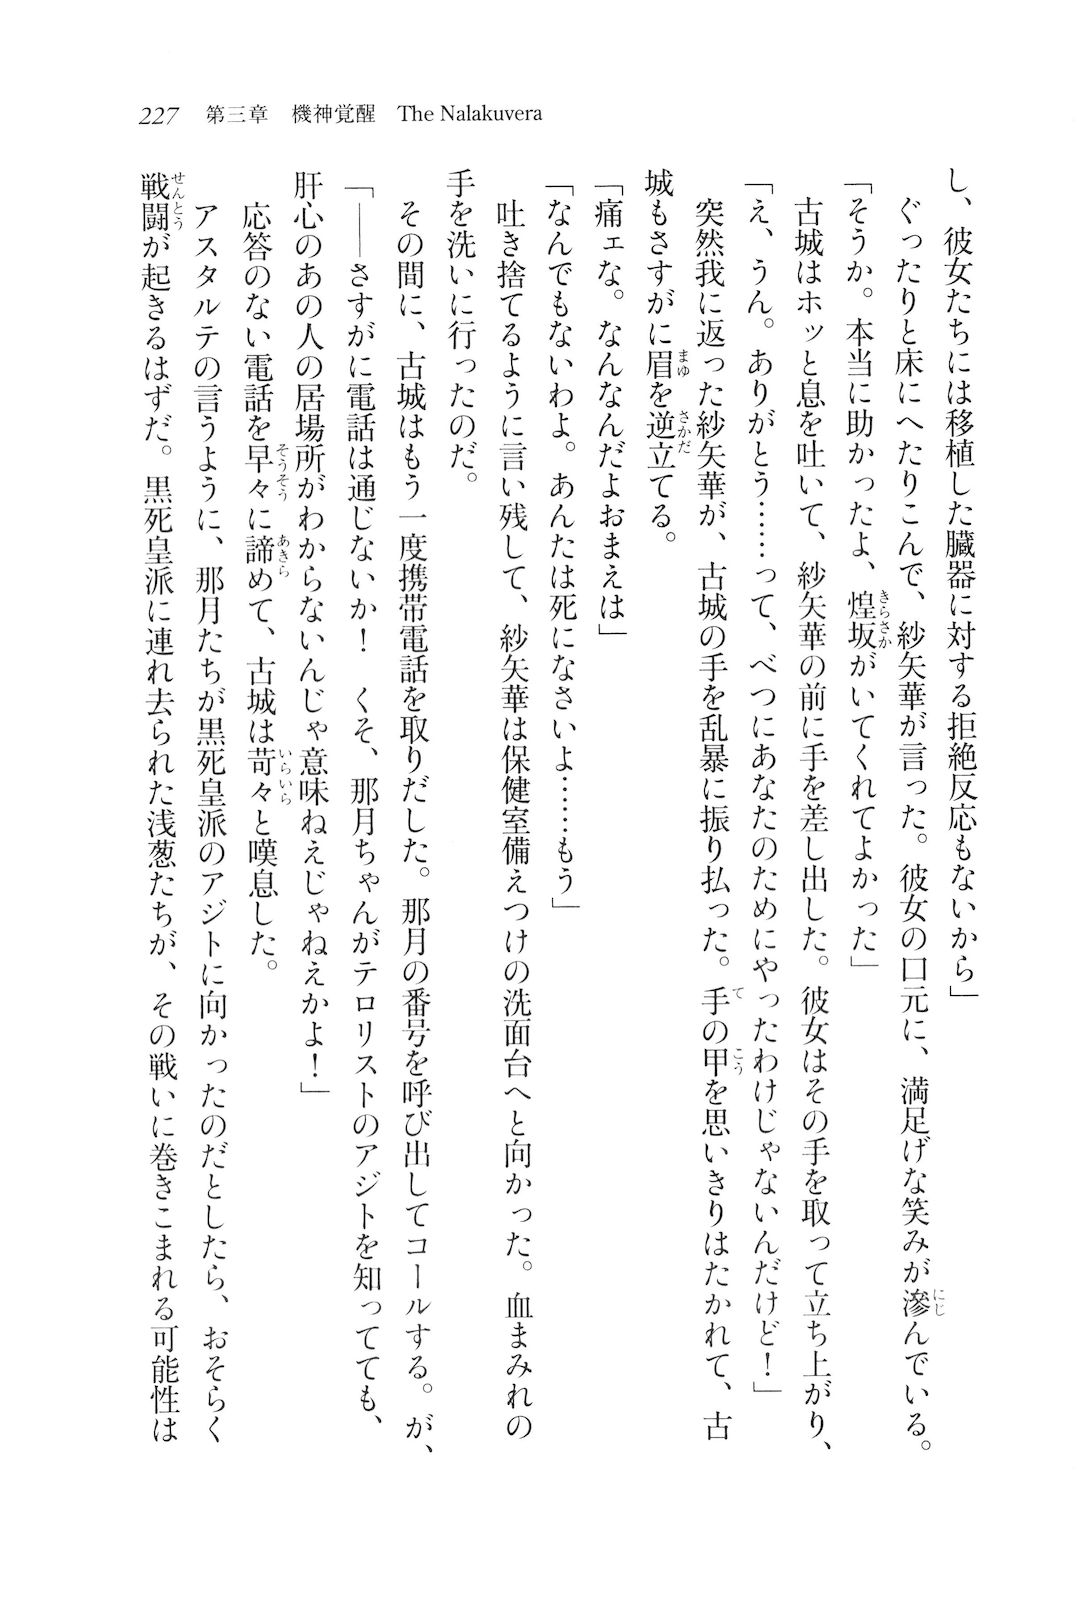 227　第三章　機神覚醒　The Nalakuvera
し、彼女たちには移植した臓器に対する拒絶反応もないから」
　ぐったりと床にへたりこんで、紗矢華が言った。彼女の口元に、満足げな笑みが滲んでいる。
「そうか。本当に助かったよ、煌坂がいてくれてよかった」
　古城はホッと息を吐いて、紗矢華の前に手を差し出した。彼女はその手を取って立ち上がり、
「え、うん。ありがとう……って、べつにあなたのためにやったわけじゃないんだけど！」
　突然我に返った紗矢華が、古城の手を乱暴に振り払った。手の甲を思いきりはたかれて、古
城もさすがに眉を逆立てる。
「痛ェな。なんなんだよおまえは」
「なんでもないわよ。あんたは死になさいよ……もう」
　吐き捨てるように言い残して、紗矢華は保健室備えつけの洗面台へと向かった。血まみれの
手を洗いに行ったのだ。
　その間に、古城はもう一度携帯電話を取りだした。那月の番号を呼び出してコールする。が、
「――さすがに電話は通じないか！　くそ、那月ちゃんがテロリストのアジトを知ってても、
肝心のあの人の居場所がわからないんじゃ意味ねえじゃねえかよ！」
　応答のない電話を早々に諦めて、古城は苛々と嘆息した。
　アスタルテの言うように、那月たちが黒死皇派のアジトに向かったのだとしたら、おそらく
戦闘が起きるはずだ。黒死皇派に連れ去られた浅葱たちが、その戦いに巻きこまれる可能性は